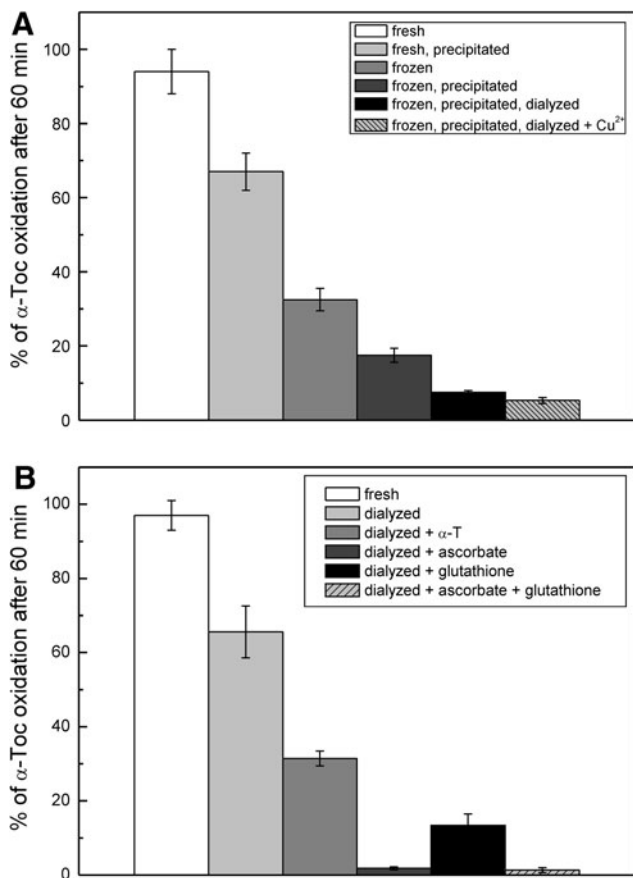 A
% of α-Toc oxidation after 60 min
100
80
60
40
20
0
fresh
fresh, precipitated
frozen
frozen, precipitated
frozen, precipitated, dialyzed
frozen, precipitated, dialyzed + Cu²⁺
B
% of α-Toc oxidation after 60 min
100
80
60
40
20
0
fresh
dialyzed
dialyzed + α-T
dialyzed + ascorbate
dialyzed + glutathione
dialyzed + ascorbate + glutathione